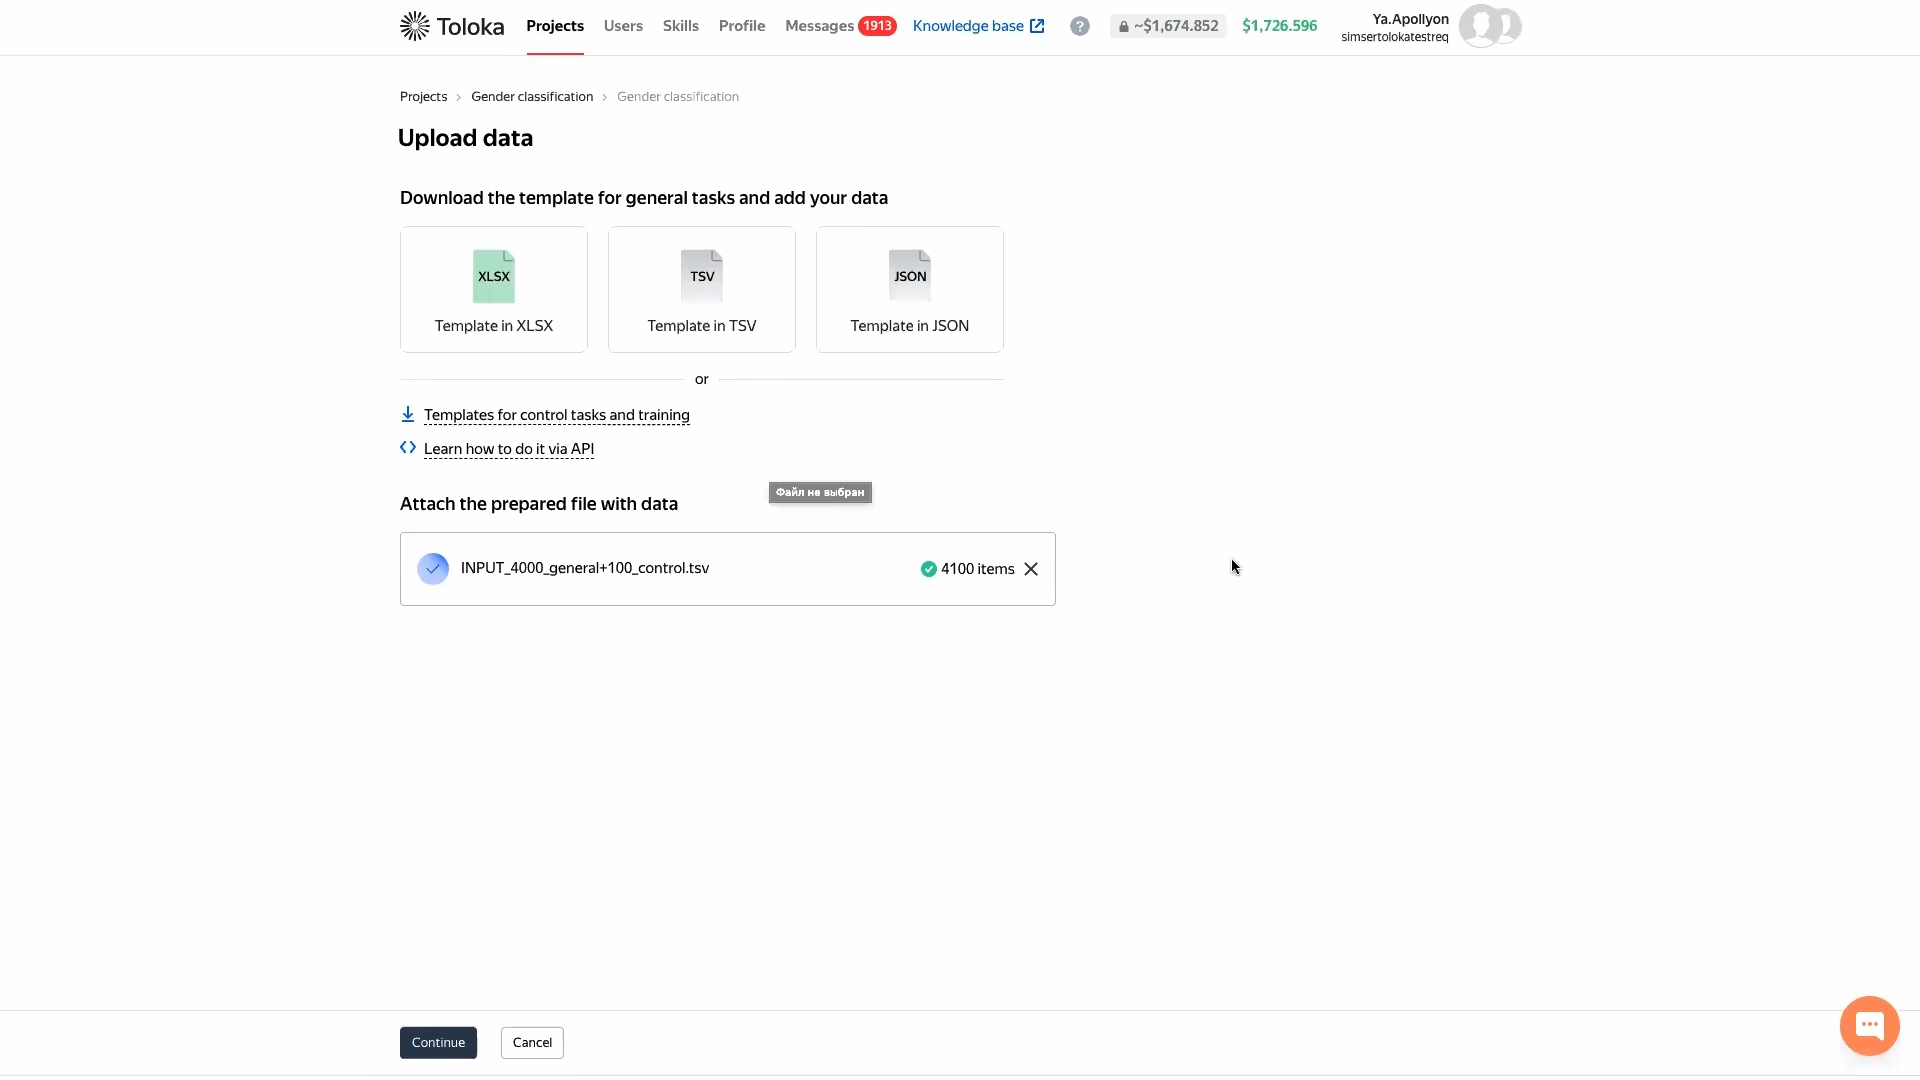 Toloka Projects Users Skills Profile Messages 1913 Knowledge base ? ~$1,674.852 $1,726.596 Ya.Apollyon
simsertolokatestreq
Projects > Gender classification > Gender classification
Upload data
Download the template for general tasks and add your data
XLSX TSV JSON
Template in XLSX Template in TSV Template in JSON
or
Templates for control tasks and training
Learn how to do it via API
Файл не выбран
Attach the prepared file with data
INPUT_4000_general+100_control.tsv 4100 items
Continue Cancel